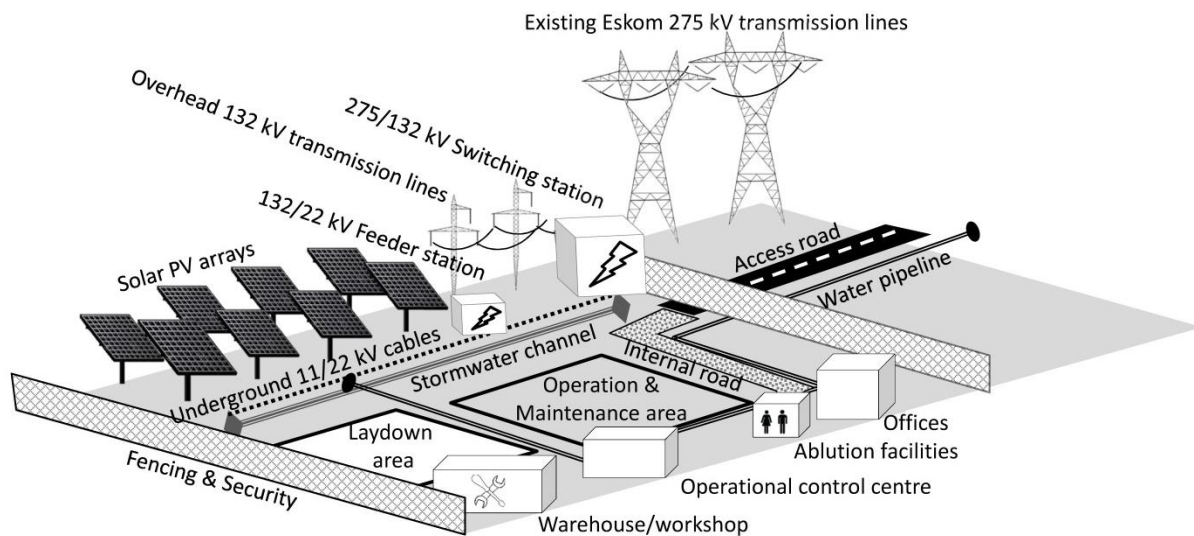 Existing Eskom 275 kV transmission lines
Overhead 132 kV transmission lines
275/132 kV Switching station
132/22 kV Feeder station
Solar PV arrays
Access road
Water pipeline
Underground 11/22 kV cables
Stormwater channel
Internal road
Operation &
Maintenance area
Laydown
area
Offices
Ablution facilities
Fencing & Security
Operational control centre
Warehouse/workshop